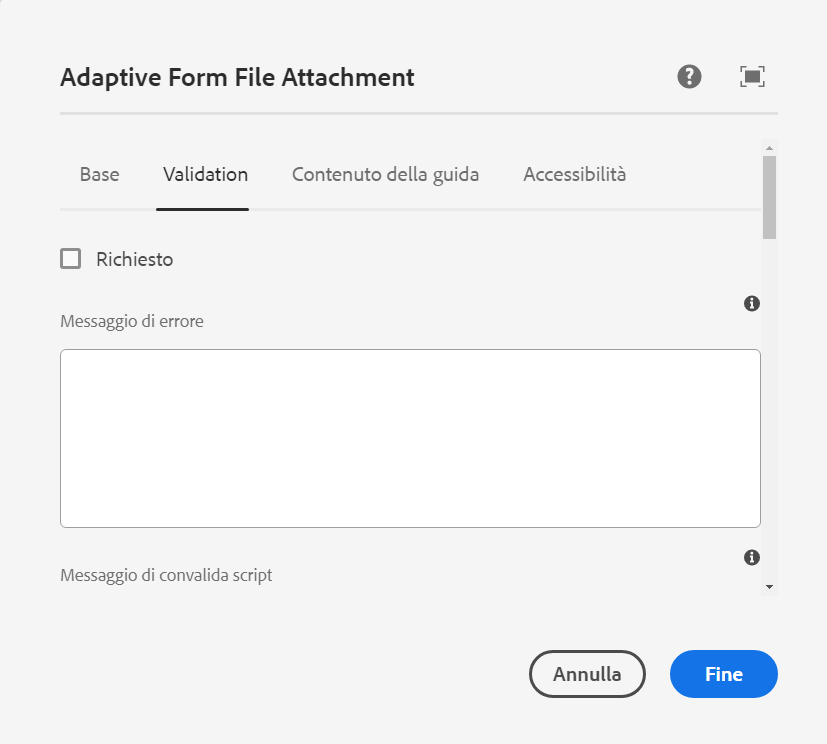 Adaptive Form File Attachment
Base Validation Contenuto della guida Accessibilità
Richiesto
Messaggio di errore
Messaggio di convalida script
Annulla Fine